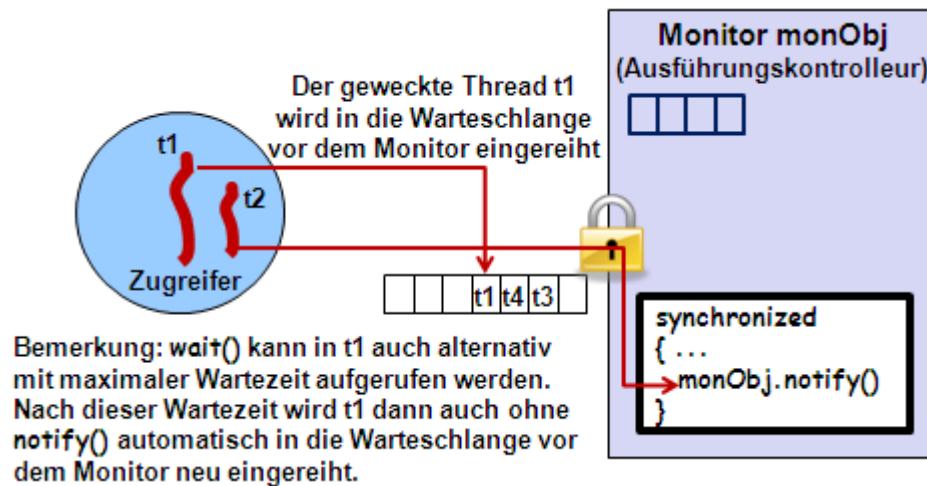 Monitor monObj
(Ausführungskontrolleur)
Der geweckte Thread t1
wird in die Warteschlange
vor dem Monitor eingereiht
t1
t2
Zugreifer
t1 t4 t3
synchronized
{ ...
monObj.notify()
}
Bemerkung: wait() kann in t1 auch alternativ
mit maximaler Wartezeit aufgerufen werden.
Nach dieser Wartezeit wird t1 dann auch ohne
notify() automatisch in die Warteschlange vor
dem Monitor neu eingereiht.